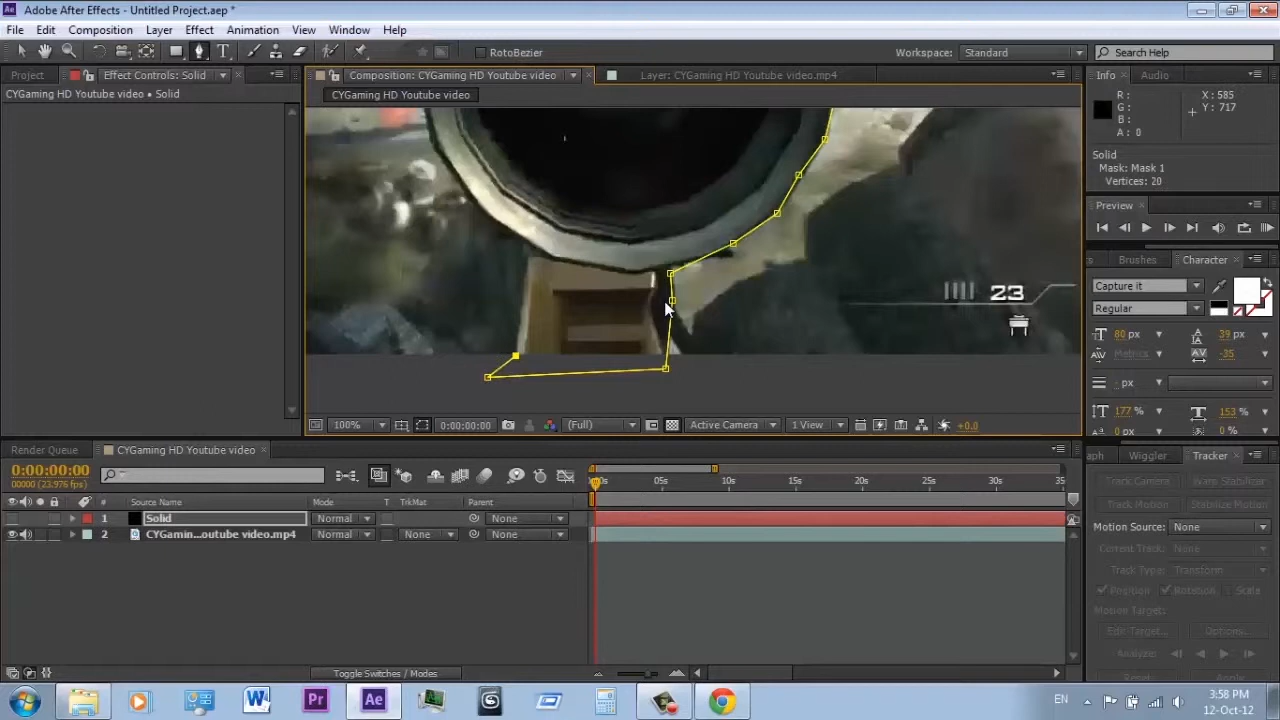 Adobe After Effects - Untitled Project.aep *
File Edit Composition Layer Effect Animation View Window Help
RotoBezier
Workspace: Standard
Search Help
Project Effect Controls: Solid
Composition: CYGaming HD Youtube video
Layer: CYGaming HD Youtube video.mp4
Info Audio
CYGaming HD Youtube video • Solid
CYGaming HD Youtube video
R :
G :
B :
A : 0
X : 585
Y : 717
Solid
Mask: Mask 1
Vertices: 20
Preview
Brushes Character
Capture it
Regular
80 px
39 px
Metrics
-35
- px
177 %
153 %
0 px
0 %
23
100%
0:00:00:00
(Full)
Active Camera
1 View
+0.0
Render Queue
CYGaming HD Youtube video
Wiggler Tracker
0:00:00:00
00000 (23.976 fps)
05s 10s 15s 20s 25s 30s 35
# Source Name Mode T TrkMat Parent
1 Solid Normal None
2 CYGamin...outube video.mp4 Normal None None
Toggle Switches / Modes
Track Camera Warp Stabilizer
Track Motion Stabilize Motion
Motion Source: None
Current Track: None
Track Type: Transform
Position Rotation Scale
Motion Target:
Edit Target... Options...
Analyze:
Reset Apply
EN
3:58 PM
12-Oct-12